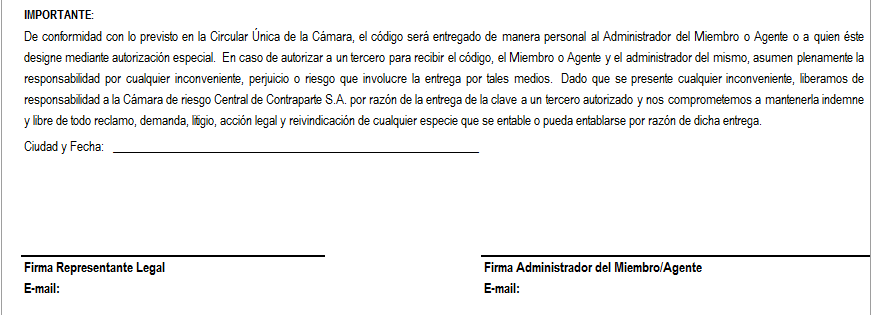 IMPORTANTE:
De conformidad con lo previsto en la Circular Única de la Cámara, el código será entregado de manera personal al Administrador del Miembro o Agente o a quien éste
designe mediante autorización especial. En caso de autorizar a un tercero para recibir el código, el Miembro o Agente y el administrador del mismo, asumen plenamente la
responsabilidad por cualquier inconveniente, perjuicio o riesgo que involucre la entrega por tales medios. Dado que se presente cualquier inconveniente, liberamos de
responsabilidad a la Cámara de riesgo Central de Contraparte S.A. por razón de la entrega de la clave a un tercero autorizado y nos comprometemos a mantenerla indemne
y libre de todo reclamo, demanda, litigio, acción legal y reivindicación de cualquier especie que se entable o pueda entablarse por razón de dicha entrega.
Ciudad y Fecha:
Firma Representante Legal Firma Administrador del Miembro/Agente
E-mail: E-mail: